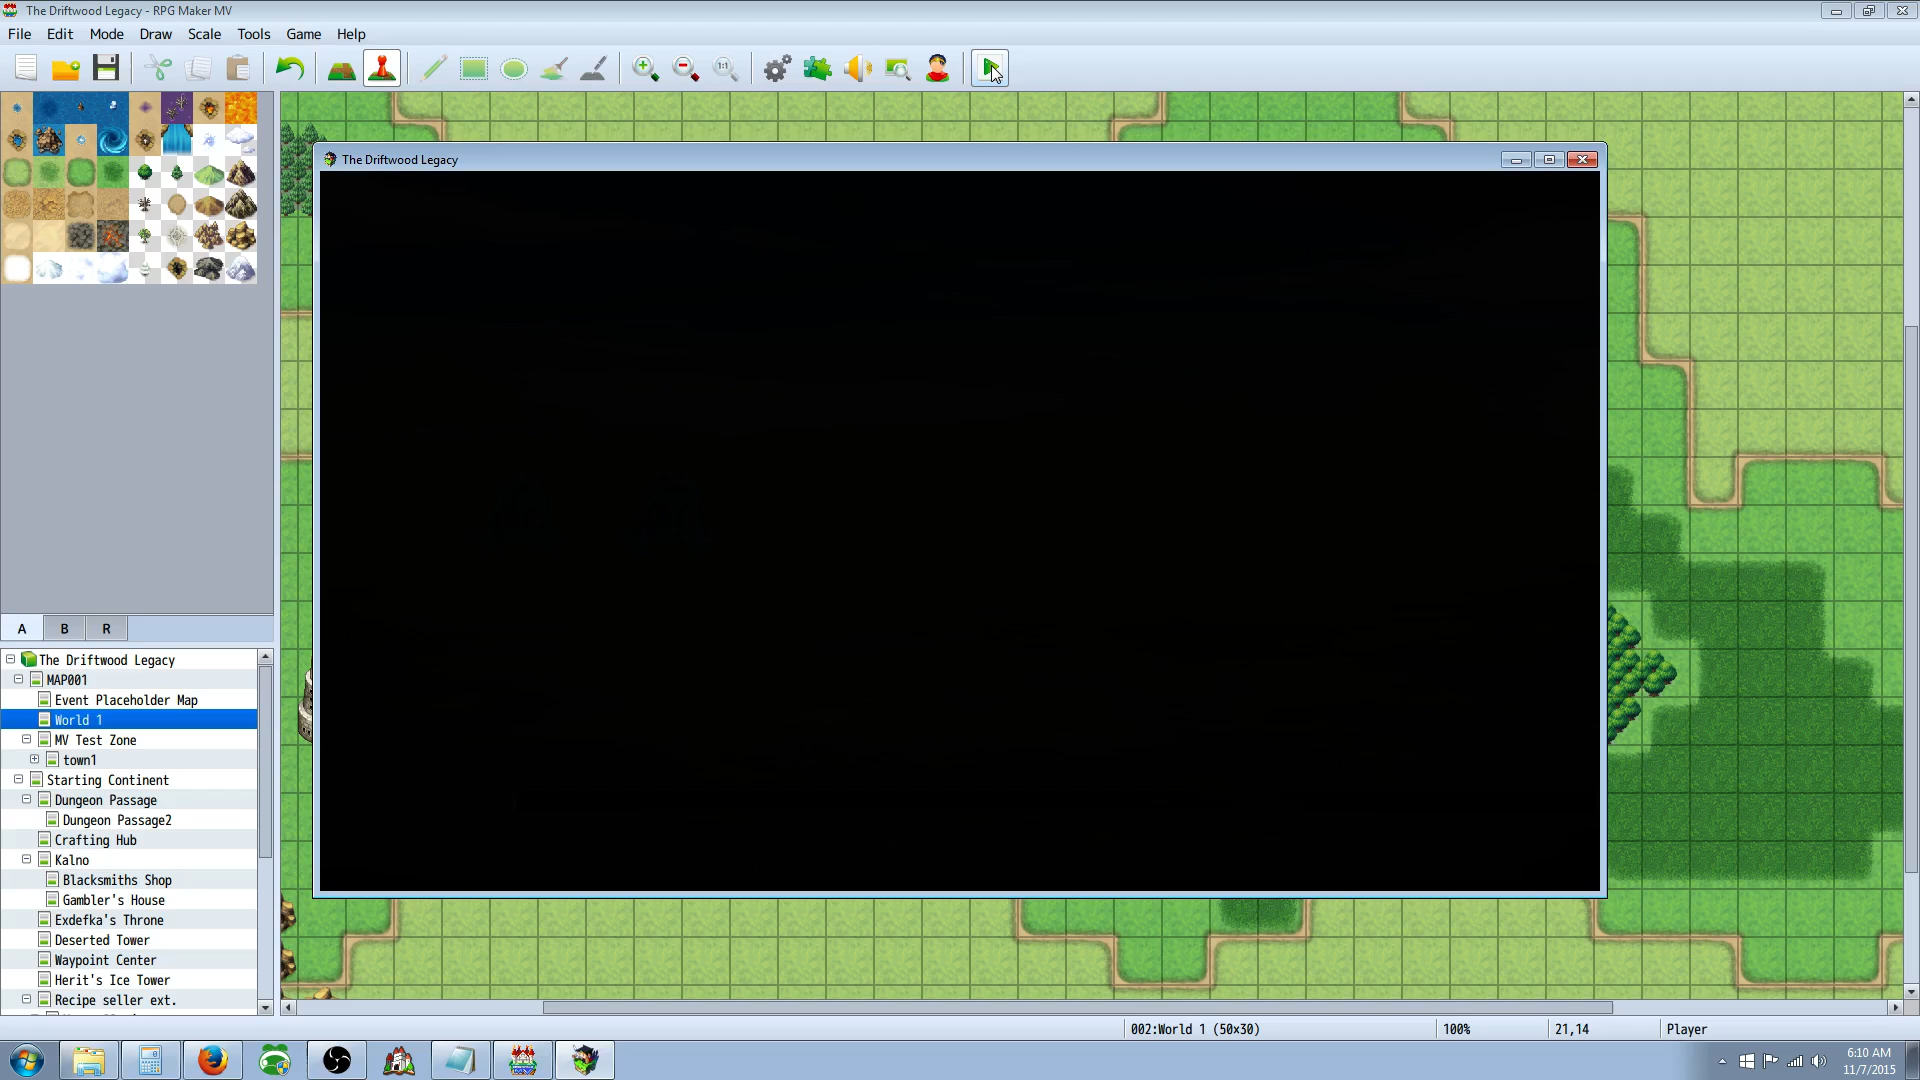 The Driftwood Legacy - RPG Maker MV
File Edit Mode Draw Scale Tools Game Help
1:1
The Driftwood Legacy
A B R
The Driftwood Legacy
MAP001
Event Placeholder Map
World 1
MV Test Zone
town1
Starting Continent
Dungeon Passage
Dungeon Passage2
Crafting Hub
Kalno
Blacksmiths Shop
Gambler's House
Exdefka's Throne
Deserted Tower
Waypoint Center
Herit's Ice Tower
Recipe seller ext.
002:World 1 (50x30) 100% 21,14 Player
6:10 AM
11/7/2015